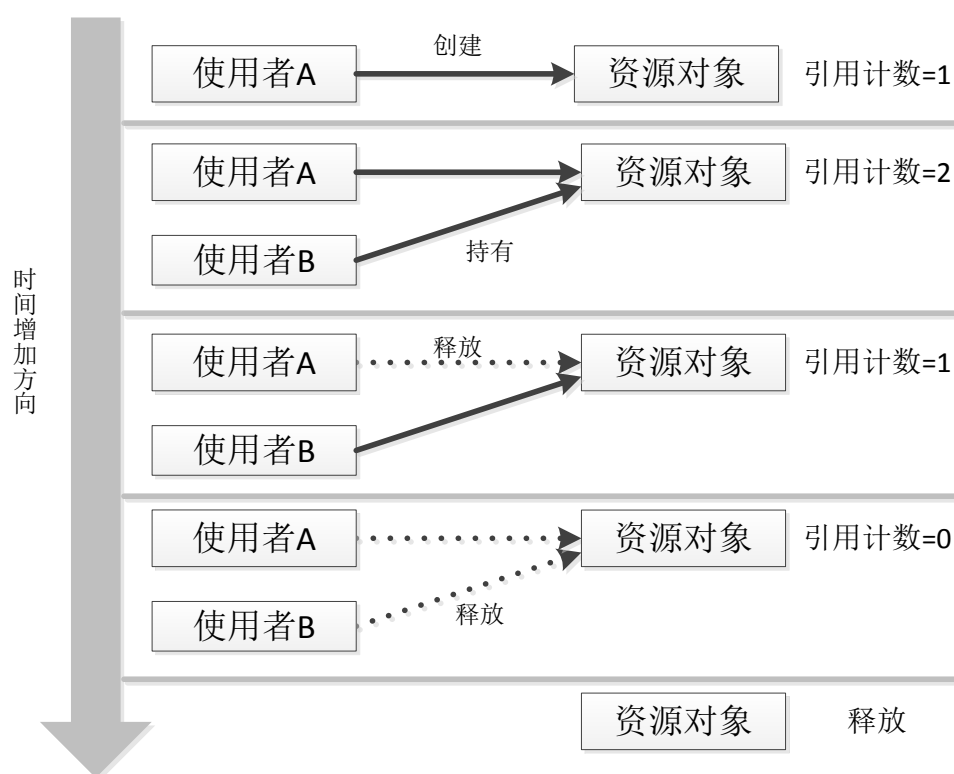 时间增加方向
使用者A
创建
资源对象
引用计数=1
使用者A
资源对象
引用计数=2
使用者B
持有
使用者A
释放
资源对象
引用计数=1
使用者B
使用者A
资源对象
引用计数=0
使用者B
释放
资源对象
释放